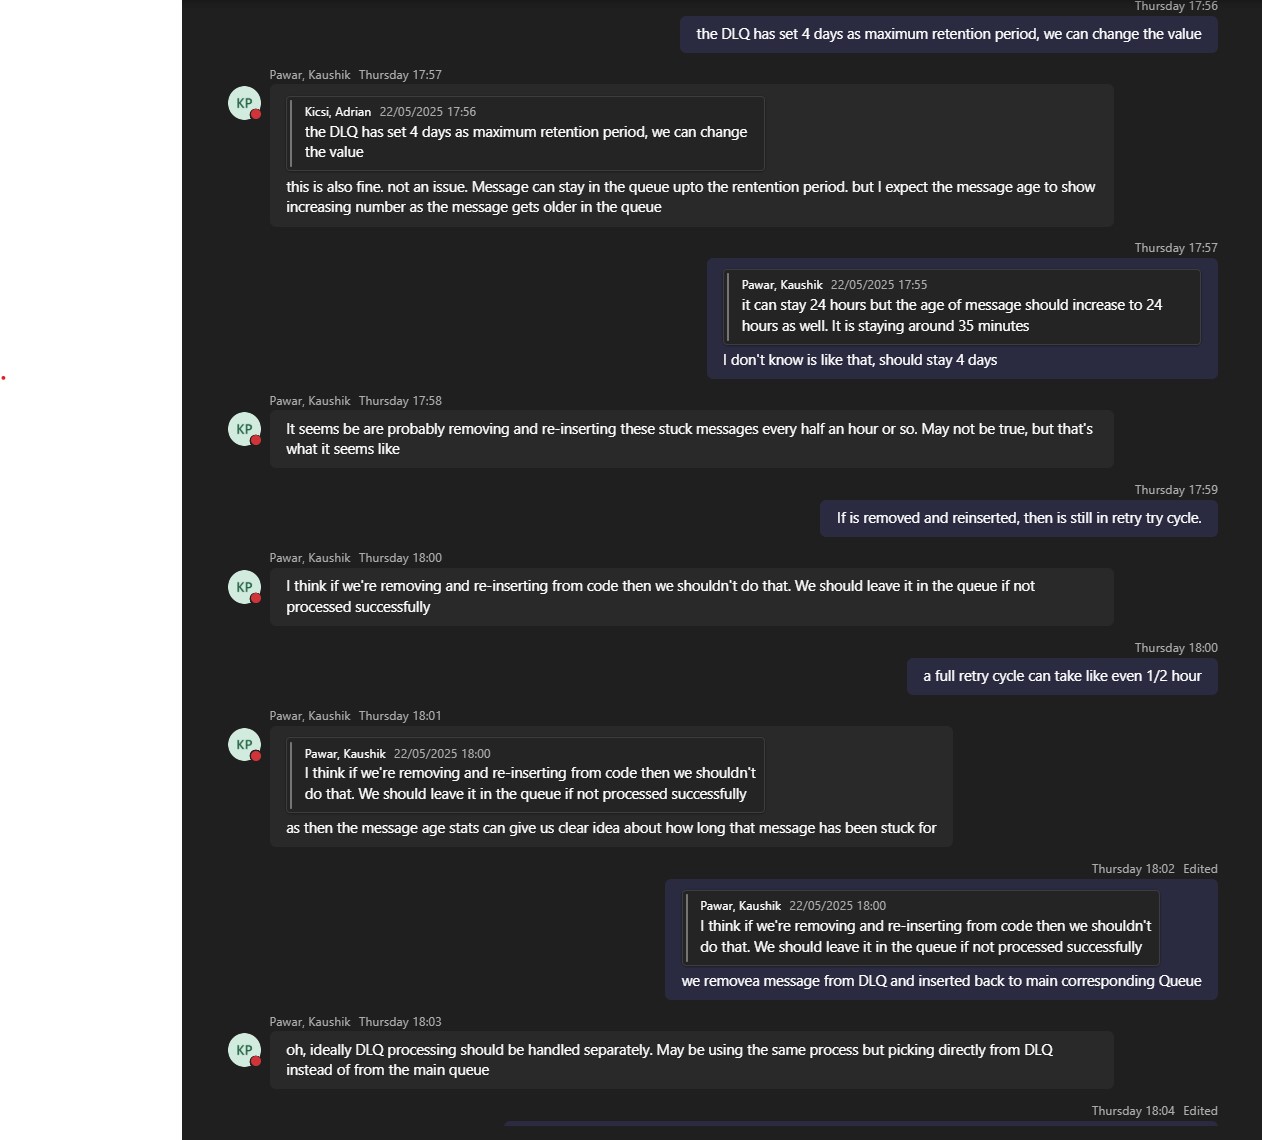 Thursday 17:56
the DLQ has set 4 days as maximum retention period, we can change the value
Pawar, Kaushik Thursday 17:57
KP
Kicsi, Adrian 22/05/2025 17:56
the DLQ has set 4 days as maximum retention period, we can change
the value
this is also fine. not an issue. Message can stay in the queue upto the rentention period. but I expect the message age to show
increasing number as the message gets older in the queue
Thursday 17:57
Pawar, Kaushik 22/05/2025 17:55
it can stay 24 hours but the age of message should increase to 24
hours as well. It is staying around 35 minutes
I don't know is like that, should stay 4 days
Pawar, Kaushik Thursday 17:58
KP
It seems be are probably removing and re-inserting these stuck messages every half an hour or so. May not be true, but that's
what it seems like
Thursday 17:59
If is removed and reinserted, then is still in retry try cycle.
Pawar, Kaushik Thursday 18:00
KP
I think if we're removing and re-inserting from code then we shouldn't do that. We should leave it in the queue if not
processed successfully
Thursday 18:00
a full retry cycle can take like even 1/2 hour
Pawar, Kaushik Thursday 18:01
KP
Pawar, Kaushik 22/05/2025 18:00
I think if we're removing and re-inserting from code then we shouldn't
do that. We should leave it in the queue if not processed successfully
as then the message age stats can give us clear idea about how long that message has been stuck for
Thursday 18:02 Edited
Pawar, Kaushik 22/05/2025 18:00
I think if we're removing and re-inserting from code then we shouldn't
do that. We should leave it in the queue if not processed successfully
we removea message from DLQ and inserted back to main corresponding Queue
Pawar, Kaushik Thursday 18:03
KP
oh, ideally DLQ processing should be handled separately. May be using the same process but picking directly from DLQ
instead of from the main queue
Thursday 18:04 Edited